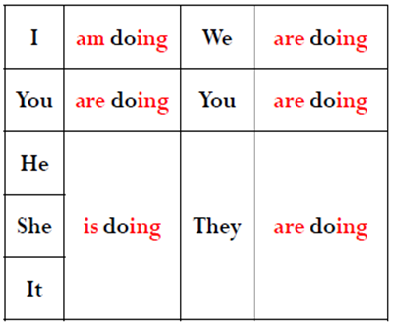 I am doing We are doing
You are doing You are doing
He
She is doing They are doing
It